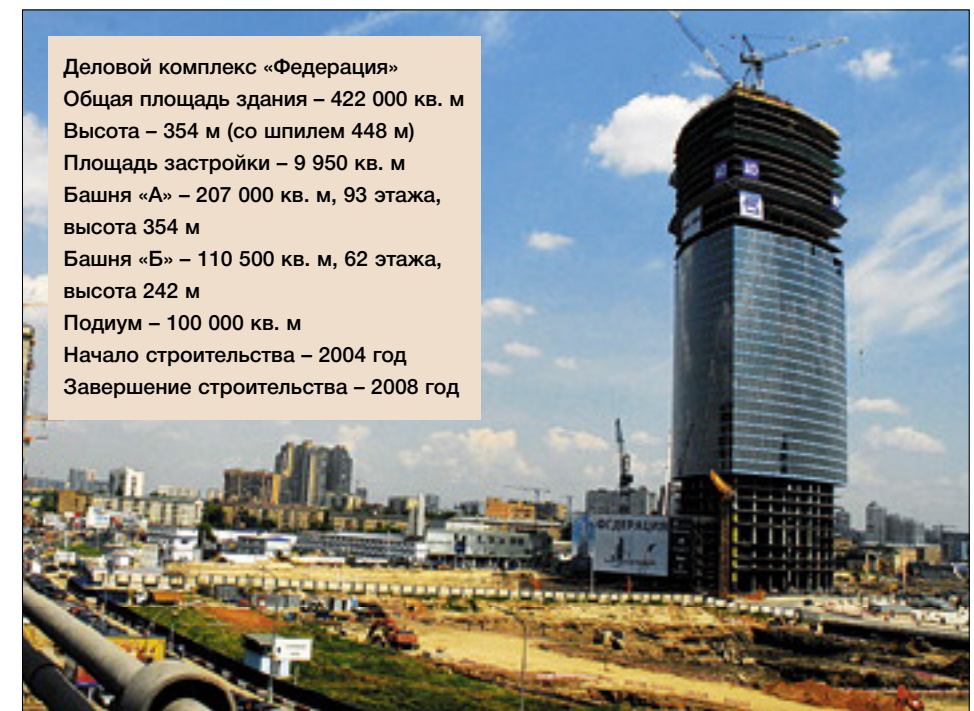 Деловой комплекс «Федерация»
Общая площадь здания – 422 000 кв. м
Высота – 354 м (со шпилем 448 м)
Площадь застройки – 9 950 кв. м
Башня «А» – 207 000 кв. м, 93 этажа,
высота 354 м
Башня «Б» – 110 500 кв. м, 62 этажа,
высота 242 м
Подиум – 100 000 кв. м
Начало строительства – 2004 год
Завершение строительства – 2008 год
ФЕДЕРАЦИЯ